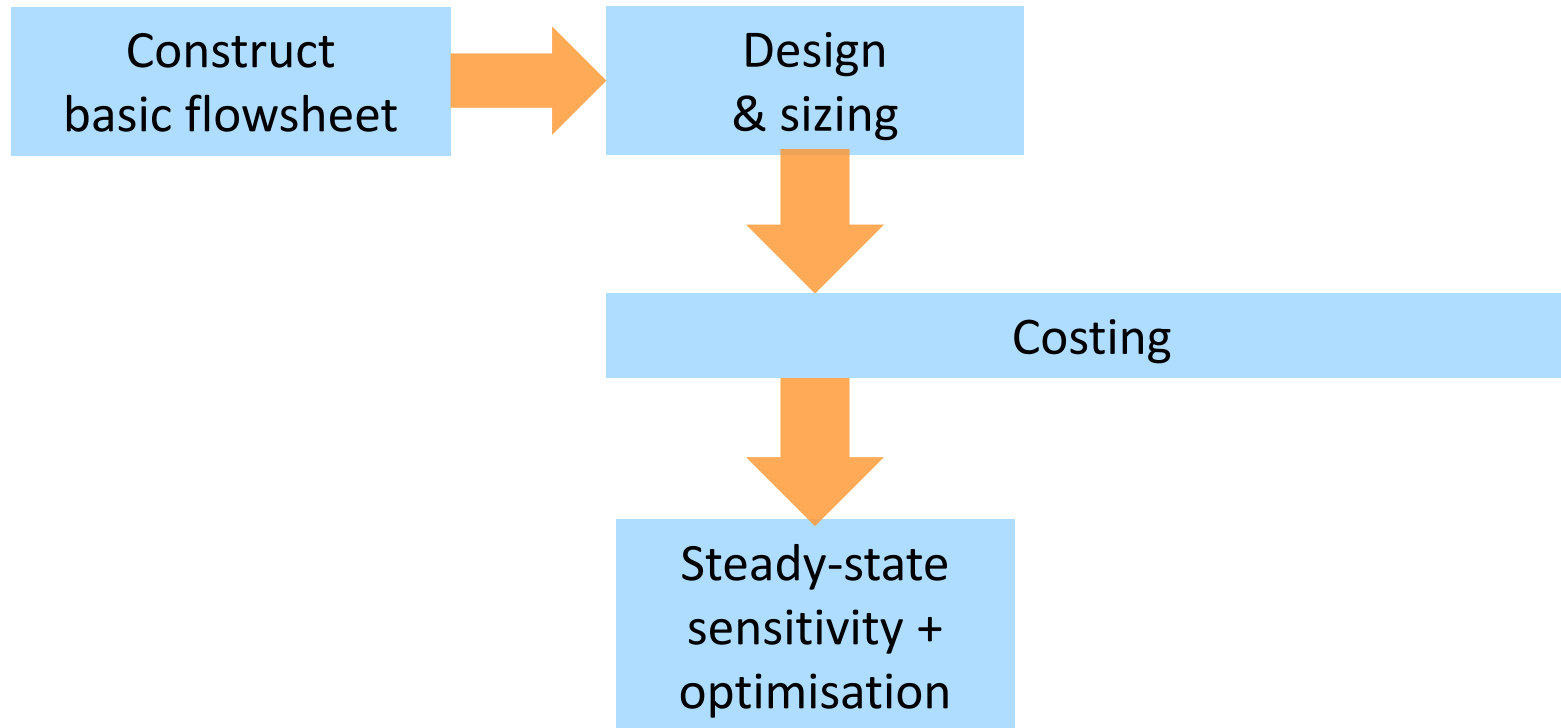 Construct
basic flowsheet
Design
& sizing
Costing
Steady-state
sensitivity +
optimisation